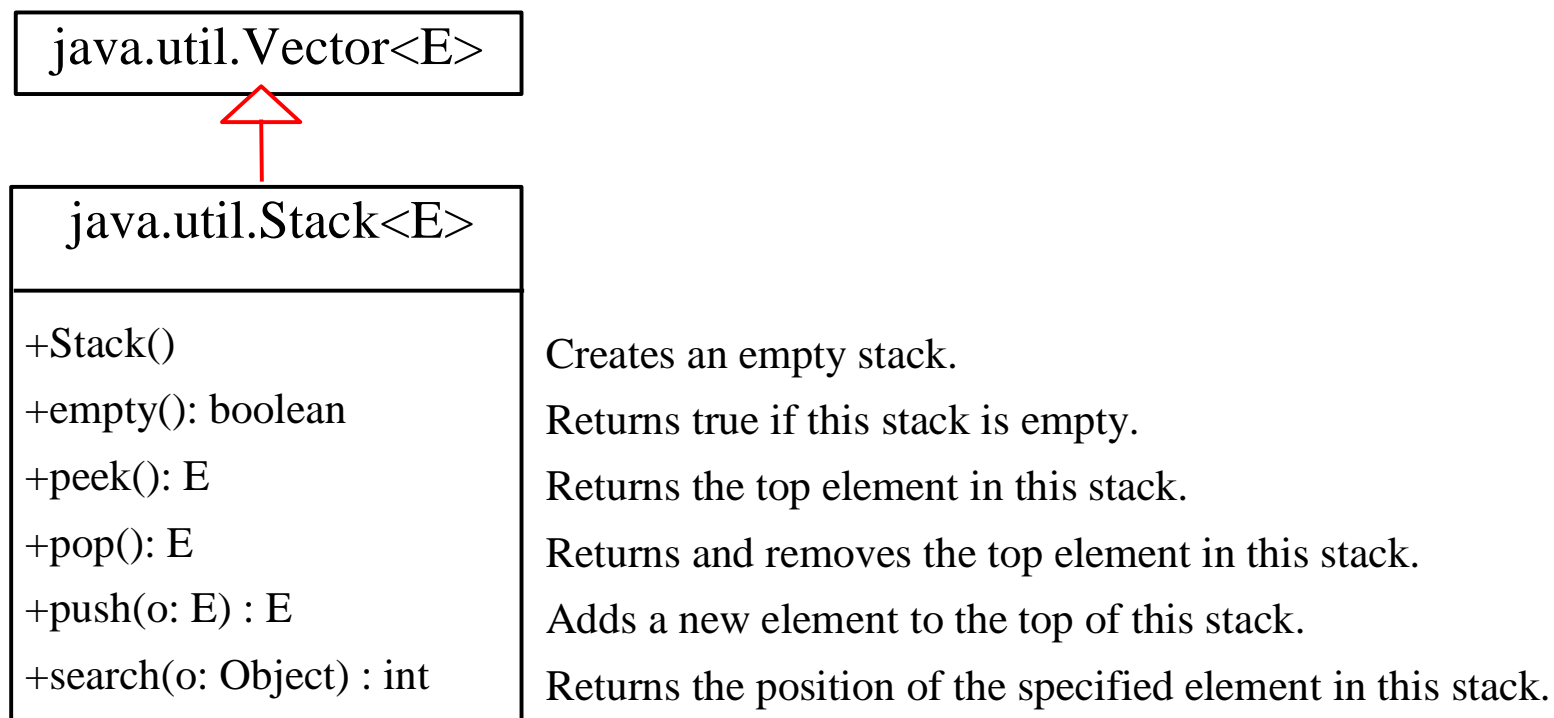 java.util.Vector<E>
java.util.Stack<E>
+Stack()
Creates an empty stack.
+empty(): boolean
Returns true if this stack is empty.
+peek(): E
Returns the top element in this stack.
+pop(): E
Returns and removes the top element in this stack.
+push(o: E) : E
Adds a new element to the top of this stack.
+search(o: Object) : int
Returns the position of the specified element in this stack.